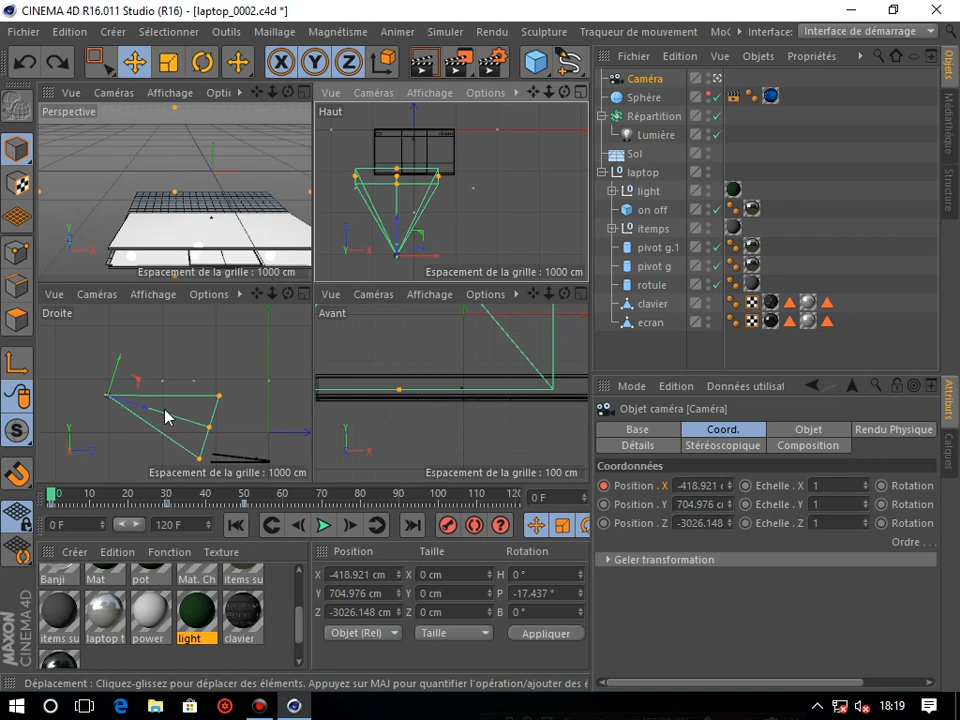 CINEMA 4D R16.011 Studio (R16) - [laptop_0002.c4d *]
Fichier Edition Créer Sélectionner Outils Maillage Magnétisme Animer Simuler Rendu Sculpture Traqueur de mouvement Mo Interface: Interface de démarrage
X Y Z
Fichier Edition Vue Objets Propriétés
Objets
Médiathèque
Structure
Vue Caméras Affichage Optic
Perspective
Espacement de la grille : 1000 cm
Vue Caméras Affichage Options
Haut
Espacement de la grille : 1000 cm
Vue Caméras Affichage Options
Droite
Espacement de la grille : 1000 cm
Vue Caméras Affichage Options
Avant
Espacement de la grille : 100 cm
Caméra
Sphère
Répartition
Lumière
Sol
laptop
light
on off
itemps
pivot g.1
pivot g
rotule
clavier
ecran
Mode Edition Données utilisat
Attributs
Calques
Objet caméra [Caméra]
Base Coord. Objet Rendu Physique
Détails Stéréoscopique Composition
Coordonnées
Position . X -418.921 c Echelle . X 1 Rotation
Position . Y 704.976 c Echelle . Y 1 Rotation
Position . Z -3026.148 Echelle . Z 1 Rotation
Ordre . . .
Geler transformation
0 10 20 30 40 50 60 70 80 90 100 110 120 0 F
0 F 120 F
Créer Edition Fonction Texture
Banji Mat pot Mat. Ch items su
items su laptop t power light clavier
Position Taille Rotation
X -418.921 cm X 0 cm H 0 °
Y 704.976 cm Y 0 cm P -17.437 °
Z -3026.148 cm Z 0 cm B 0 °
Objet (Rel) Taille Appliquer
MAXON
CINEMA 4D
Déplacement : Cliquez-glissez pour déplacer des éléments. Appuyez sur MAJ pour quantifier l'opération/ajouter des é
18:19